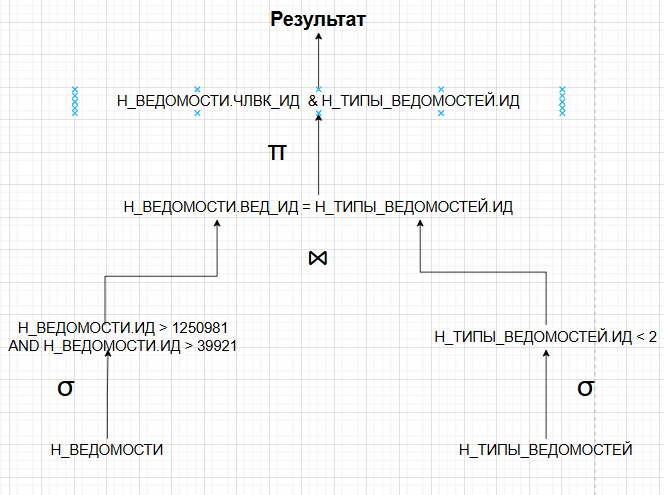 Результат
Н_ВЕДОМОСТИ.ЧЛВК_ИД & Н_ТИПЫ_ВЕДОМОСТЕЙ.ИД
π
Н_ВЕДОМОСТИ.ВЕД_ИД = Н_ТИПЫ_ВЕДОМОСТЕЙ.ИД
⋈
Н_ВЕДОМОСТИ.ИД > 1250981
AND Н_ВЕДОМОСТИ.ИД > 39921
Н_ТИПЫ_ВЕДОМОСТЕЙ.ИД < 2
σ
σ
Н_ВЕДОМОСТИ
Н_ТИПЫ_ВЕДОМОСТЕЙ